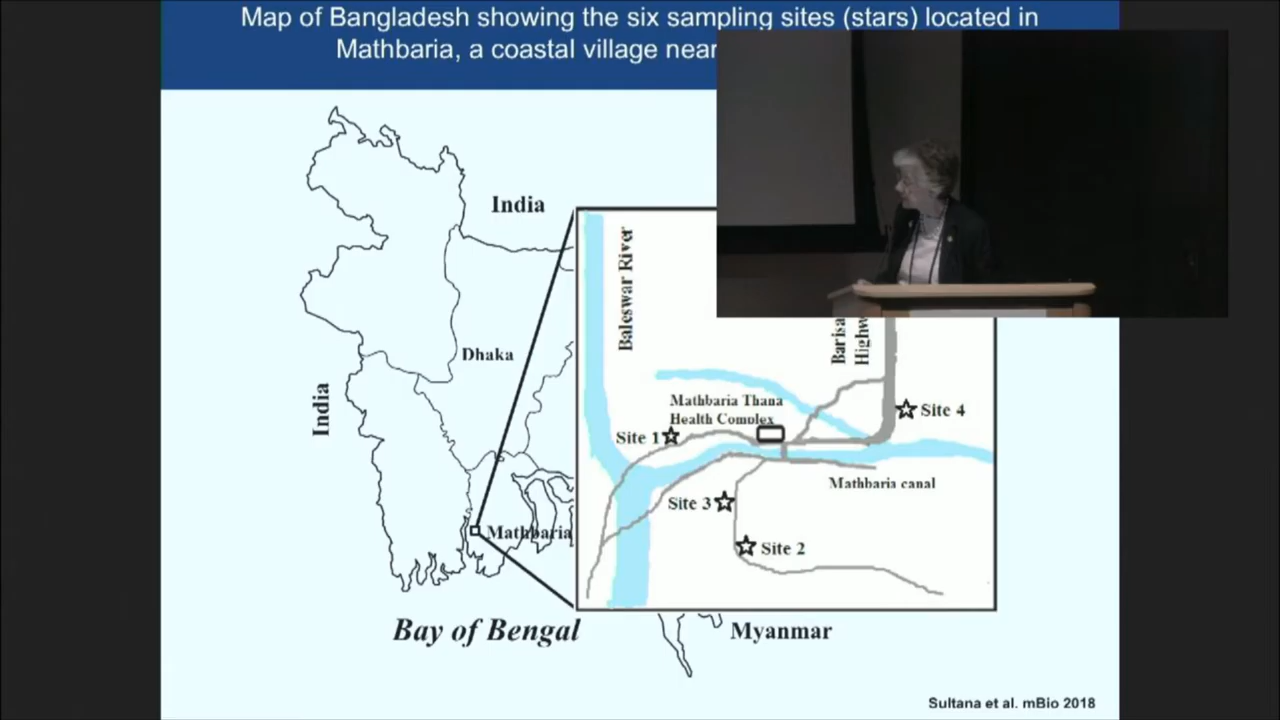 Map of Bangladesh showing the six sampling sites (stars) located in
Mathbaria, a coastal village near
India
Baleswar River
Dhaka
India
Mathbaria Thana
Health Complex
Site 1
Site 4
Mathbaria canal
Site 3
Site 2
Mathbaria
Bay of Bengal
Myanmar
Sultana et al. mBio 2018